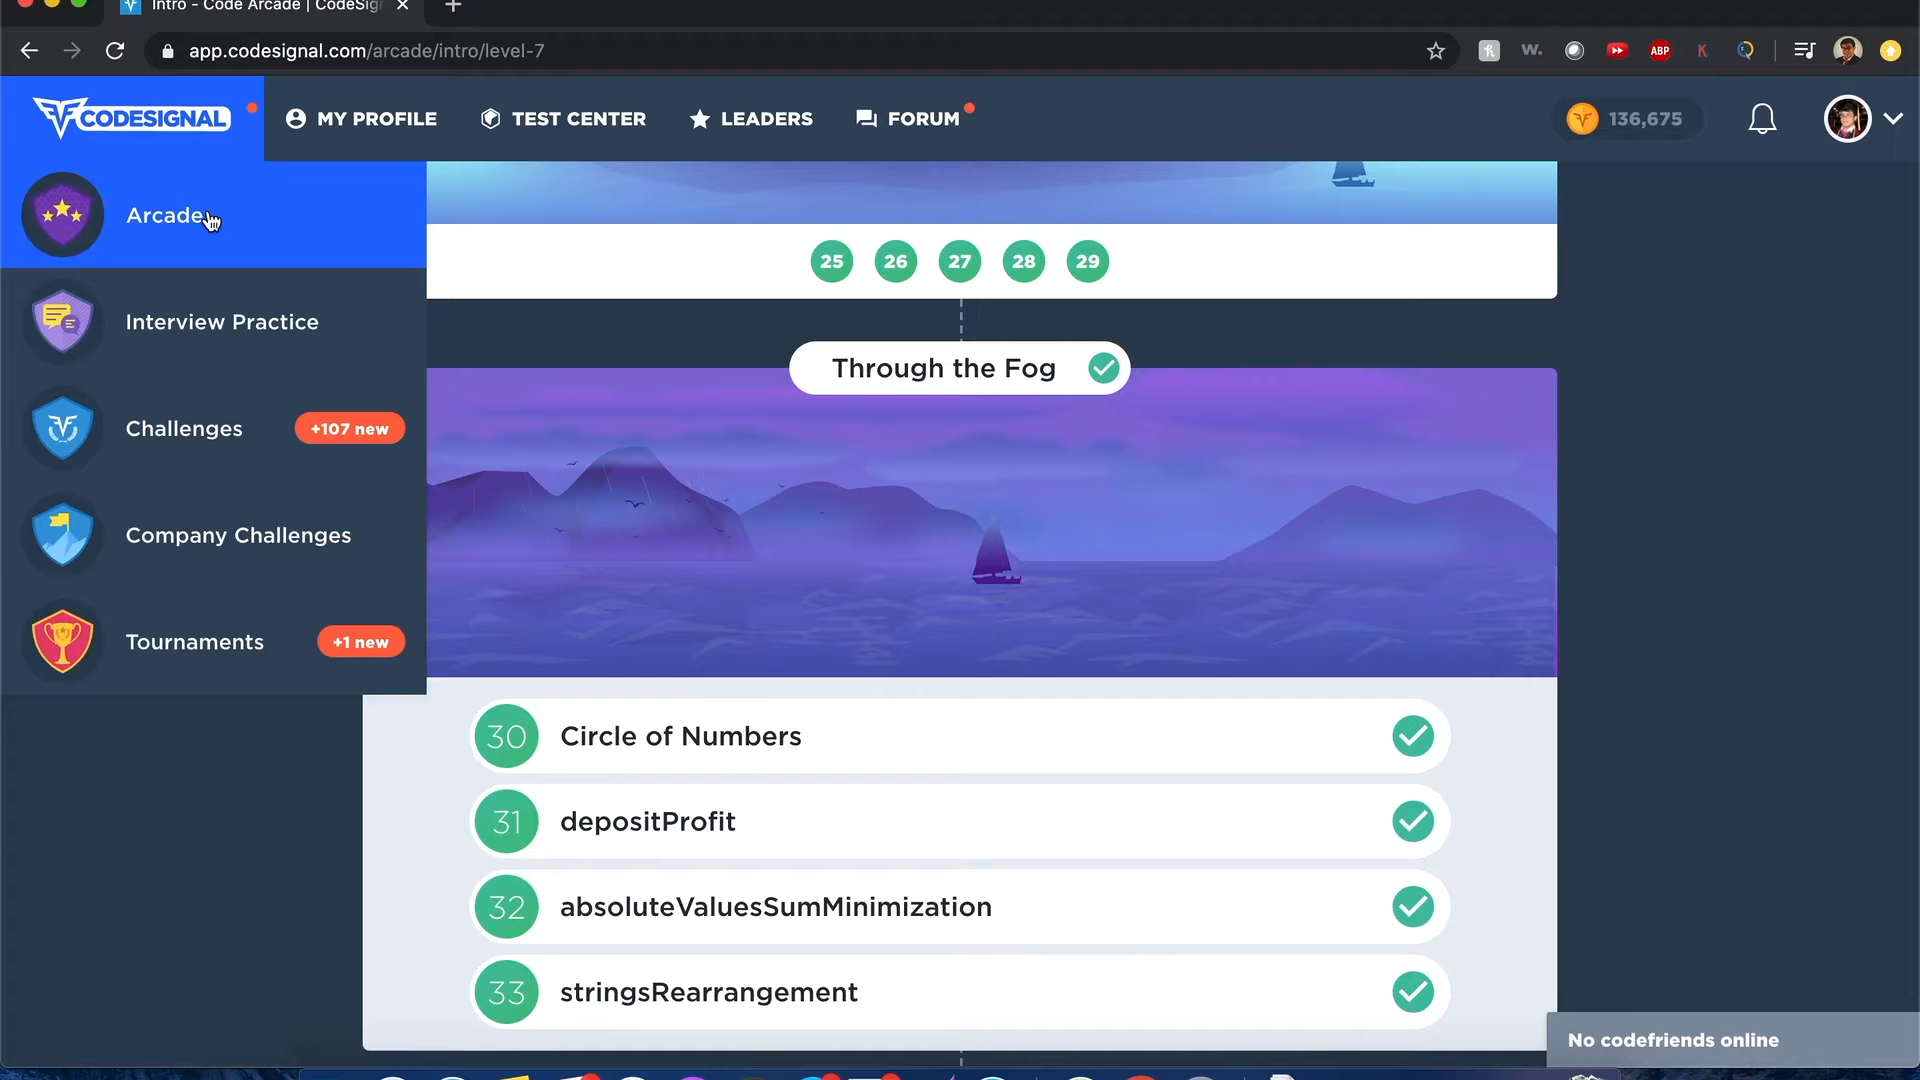 Intro - Code Arcade | CodeSign
app.codesignal.com/arcade/intro/level-7
W.
ABP
K
CODESIGNAL
MY PROFILE
TEST CENTER
LEADERS
FORUM
136,675
Arcade
Interview Practice
Challenges
+107 new
Company Challenges
Tournaments
+1 new
25 26 27 28 29
Through the Fog
30 Circle of Numbers
31 depositProfit
32 absoluteValuesSumMinimization
33 stringsRearrangement
No codefriends online